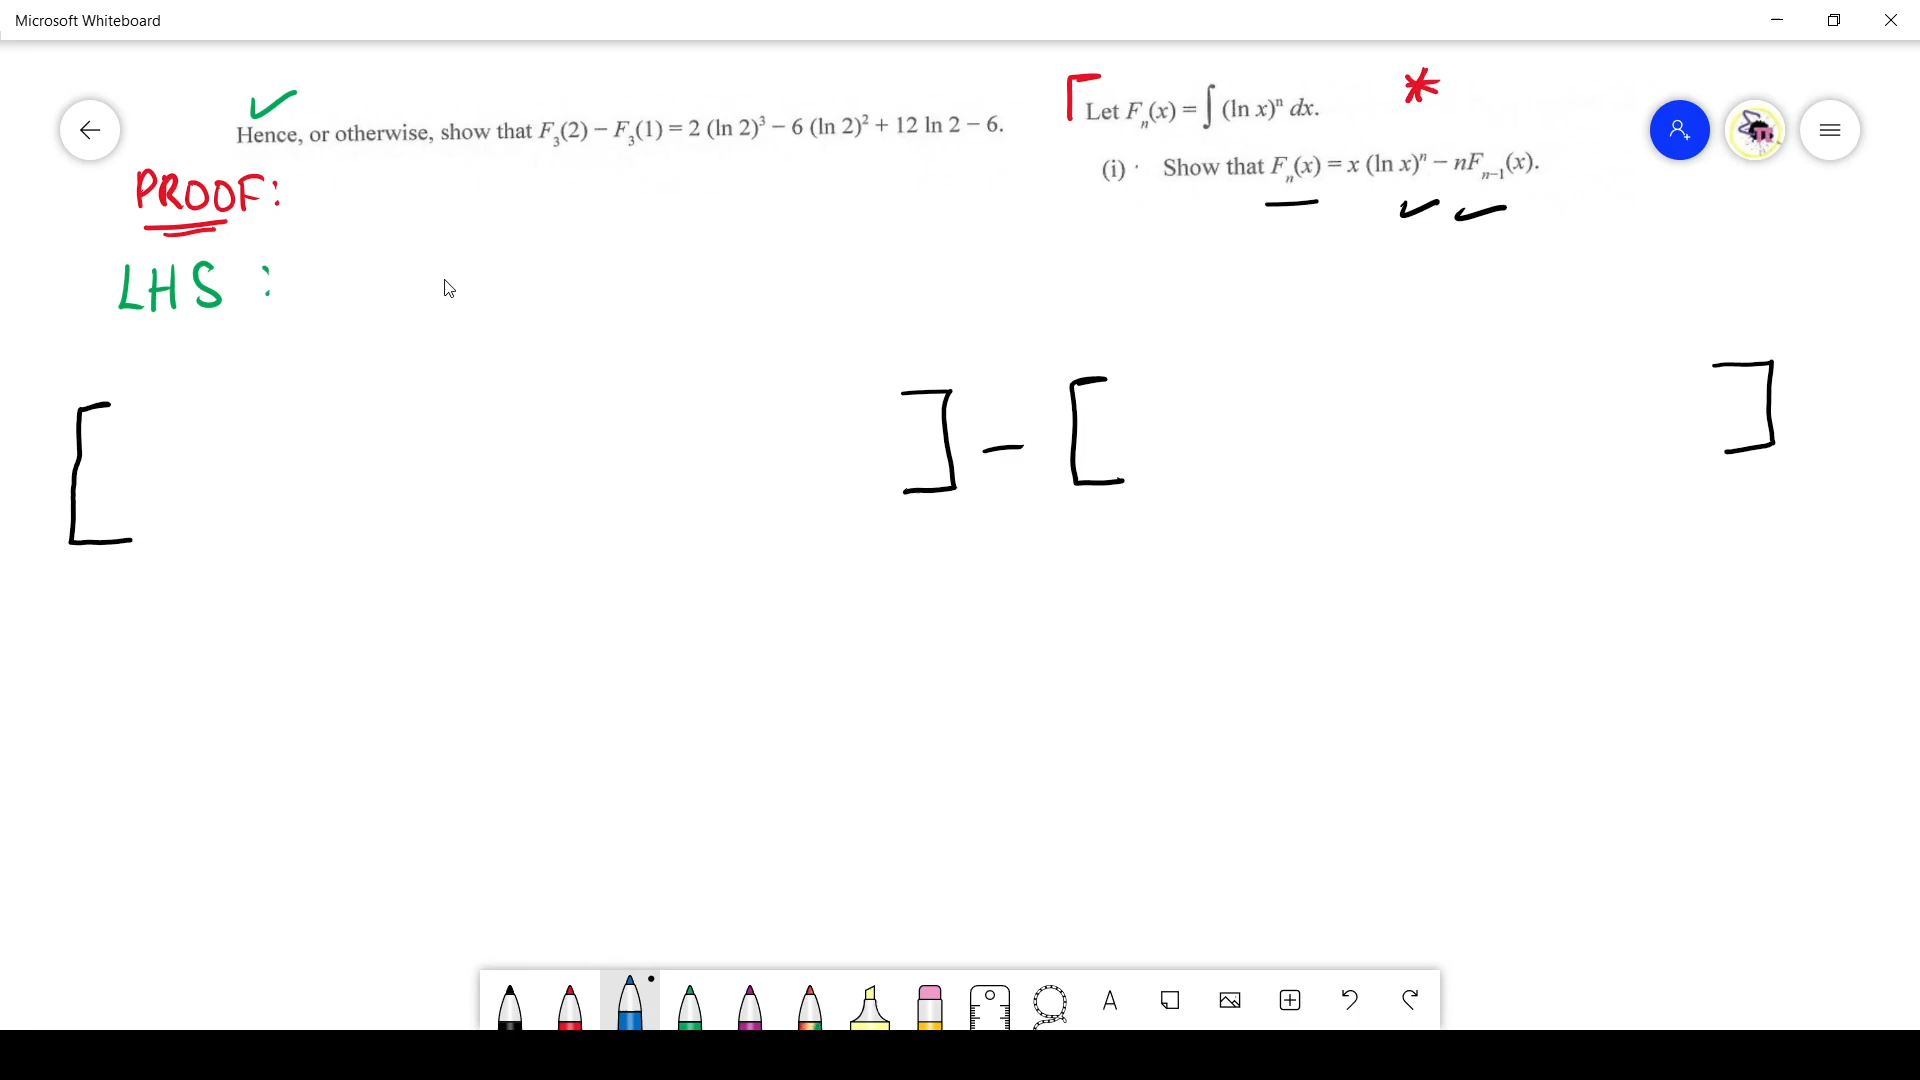 Microsoft Whiteboard
Hence, or otherwise, show that F₃(2) − F₃(1) = 2 (ln 2)³ − 6 (ln 2)² + 12 ln 2 − 6.
Let Fₙ(x) = ∫ (ln x)ⁿ dx.
(i) · Show that Fₙ(x) = x (ln x)ⁿ − nFₙ₋₁(x).
PROOF:
LHS :
[ ] − [ ]